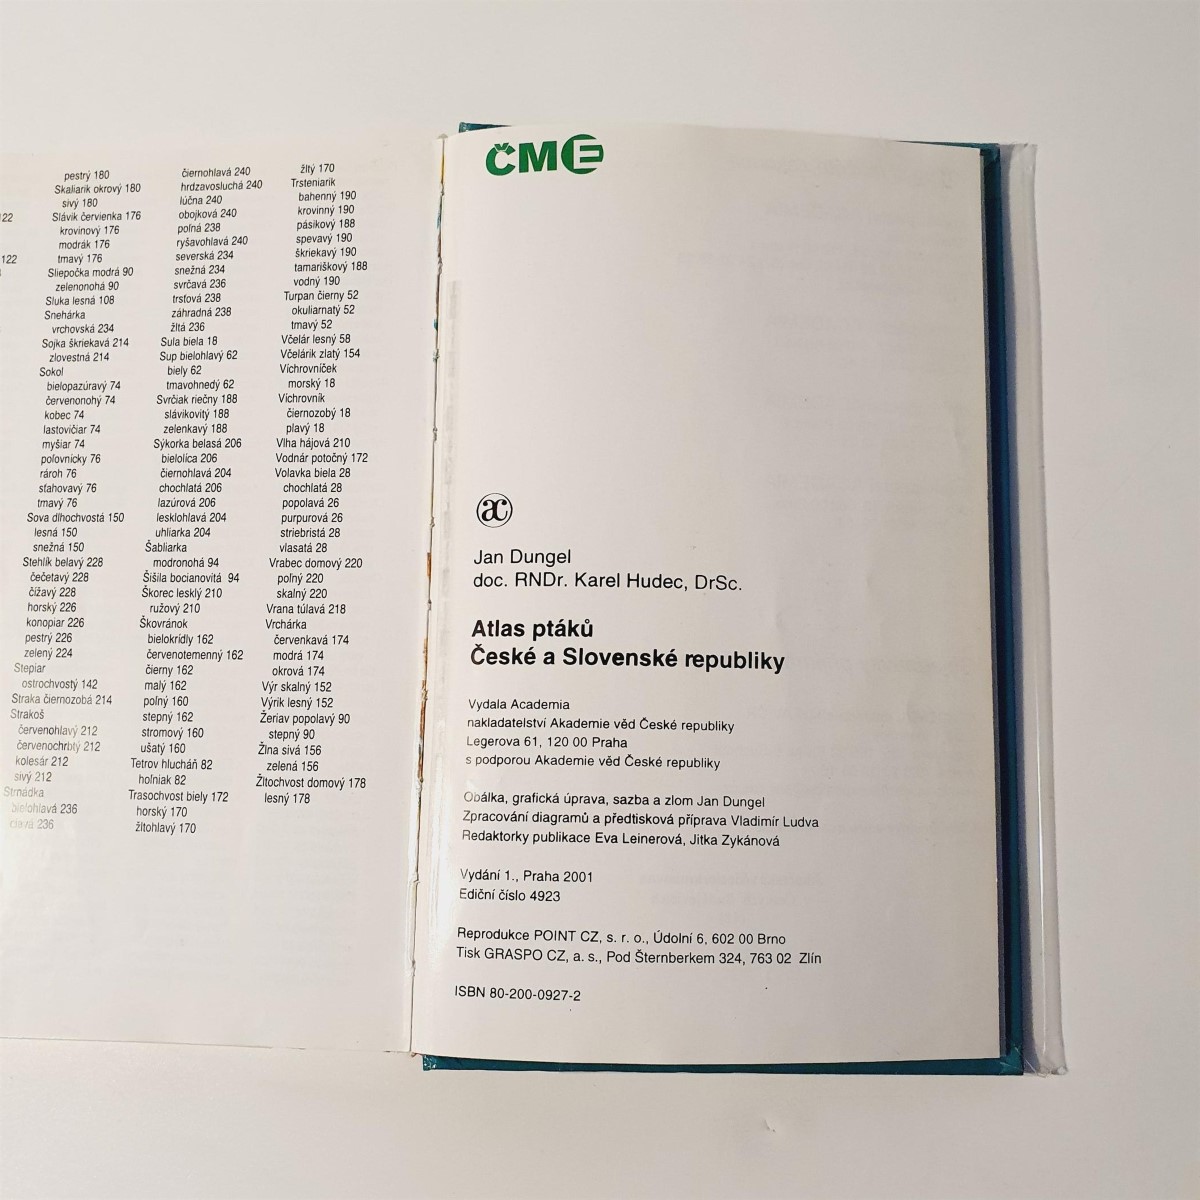 122
122
pestrý 180
Skaliarik okrový 180
sivý 180
Slávik červienka 176
krovinový 176
modrák 176
tmavý 176
Sliepočka modrá 90
zelenonohá 90
Sluka lesná 108
Snehárka
vrchovská 234
Sojka škriekavá 214
zlovestná 214
Sokol
bielopazúravý 74
červenonohý 74
kobec 74
lastovičiar 74
myšiar 74
poľovnícky 76
rároh 76
sťahovavý 76
tmavý 76
Sova dlhochvostá 150
lesná 150
snežná 150
Stehlík belavý 228
čečetavý 228
čížavý 228
horský 226
konopiar 226
pestrý 226
zelený 224
Stepiar
ostrochvostý 142
Straka čiernozobá 214
Strakoš
červenohlavý 212
červenochrbtý 212
kolesár 212
sivý 212
Strnádka
bielohlavá 236
236
čiernohlavá 240
hrdzavosluchá 240
lúčna 240
obojková 240
poľná 238
ryšavohlavá 240
severská 234
snežná 234
svrčavá 236
trsťová 238
záhradná 238
žltá 236
Sula biela 18
Sup bielohlavý 62
biely 62
tmavohnedý 62
Svrčiak riečny 188
slávikovitý 188
zelenkavý 188
Sýkorka belasá 206
bielolíca 206
čiernohlavá 204
chochlatá 206
lazúrová 206
lesklohlavá 204
uhliarka 204
Šabliarka
modronohá 94
Šišila bocianovitá 94
Škorec lesklý 210
ružový 210
Škovránok
bielokrídly 162
červenotemenný 162
čierny 162
malý 162
poľný 160
stepný 162
stromový 160
ušatý 160
Tetrov hlucháň 82
hoľniak 82
Trasochvost biely 172
horský 170
žltohlavý 170
žltý 170
Trsteniarik
bahenný 190
krovinný 190
pásikový 188
spevavý 190
škriekavý 190
tamariškový 188
vodný 190
Turpan čierny 52
okuliarnatý 52
tmavý 52
Včelár lesný 58
Včelárik zlatý 154
Víchrovníček
morský 18
Víchrovník
čiernozobý 18
plavý 18
Vlha hájová 210
Vodnár potočný 172
Volavka biela 28
chochlatá 28
popolavá 26
purpurová 26
striebristá 28
vlasatá 28
Vrabec domový 220
poľný 220
skalný 220
Vrana túlavá 218
Vrchárka
červenkavá 174
modrá 174
okrová 174
Výr skalný 152
Výrik lesný 152
Žeriav popolavý 90
stepný 90
Žlna sivá 156
zelená 156
Žltochvost domový 178
lesný 178
ČME
ac
Jan Dungel
doc. RNDr. Karel Hudec, DrSc.
Atlas ptáků
České a Slovenské republiky
Vydala Academia
nakladatelství Akademie věd České republiky
Legerova 61, 120 00 Praha
s podporou Akademie věd České republiky
Obálka, grafická úprava, sazba a zlom Jan Dungel
Zpracování diagramů a předtisková příprava Vladimír Ludva
Redaktorky publikace Eva Leinerová, Jitka Zykánová
Vydání 1., Praha 2001
Ediční číslo 4923
Reprodukce POINT CZ, s. r. o., Údolní 6, 602 00 Brno
Tisk GRASPO CZ, a. s., Pod Šternberkem 324, 763 02 Zlín
ISBN 80-200-0927-2